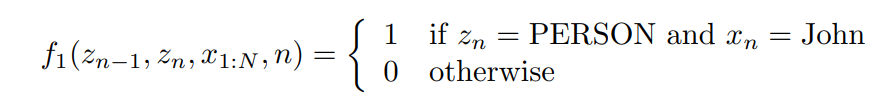 f₁(zₙ₋₁, zₙ, x₁:N, n) = { 1 if zₙ = PERSON and xₙ = John
0 otherwise